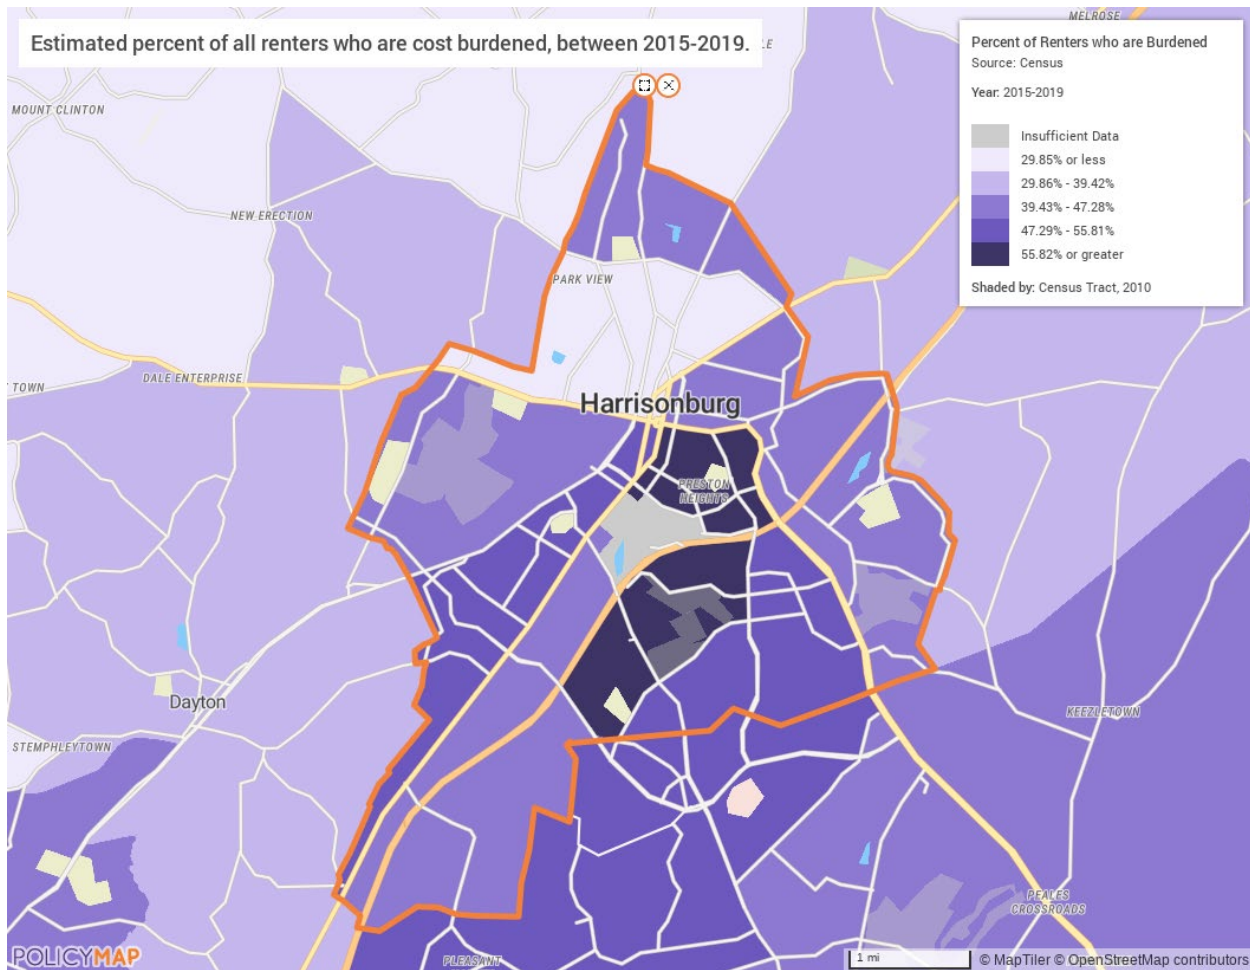 Estimated percent of all renters who are cost burdened, between 2015-2019.
MELROSE
LE
Percent of Renters who are Burdened
Source: Census
Year: 2015-2019
Insufficient Data
29.85% or less
29.86% - 39.42%
39.43% - 47.28%
47.29% - 55.81%
55.82% or greater
Shaded by: Census Tract, 2010
MOUNT CLINTON
NEW ERECTION
PARK VIEW
TOWN
DALE ENTERPRISE
Harrisonburg
PRESTON
HEIGHTS
Dayton
STEMPHLEYTOWN
KEEZLETOWN
PEALES
CROSSROADS
PLEASANT
POLICYMAP
1 mi
© MapTiler © OpenStreetMap contributors